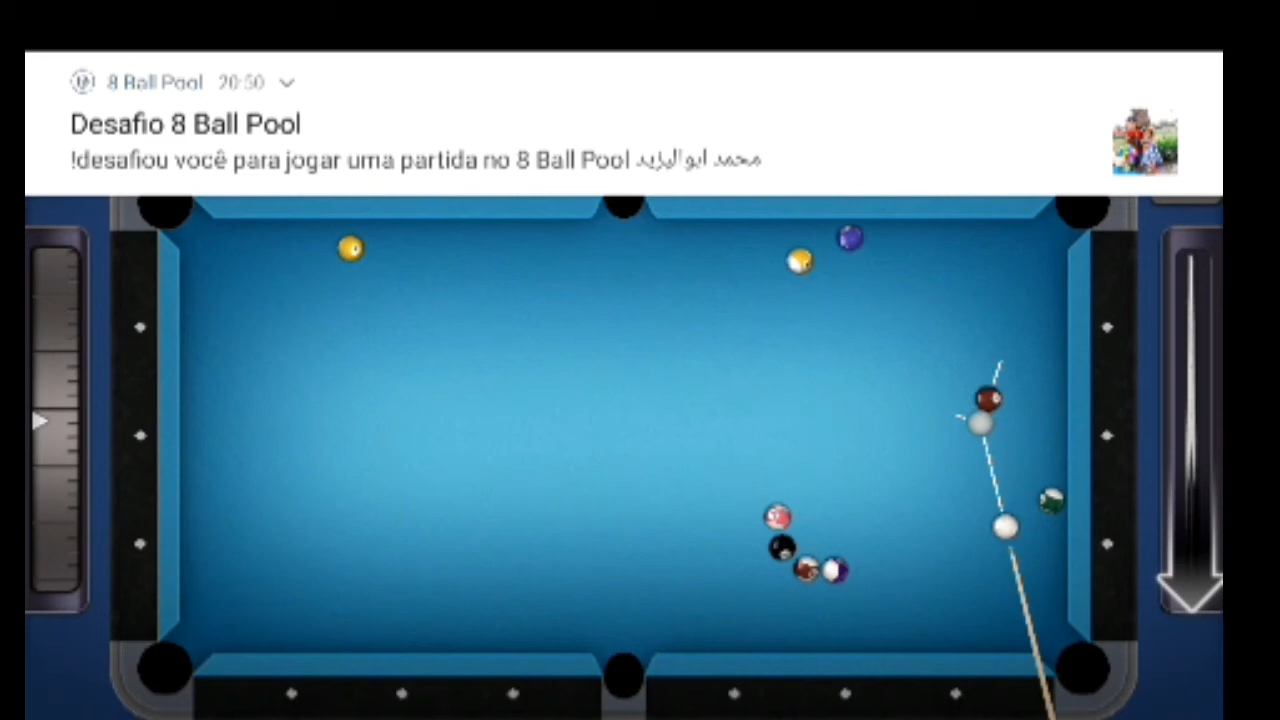 8 Ball Pool 20:50
Desafio 8 Ball Pool
!desafiou você para jogar uma partida no 8 Ball Pool محمد ابو اليزيد